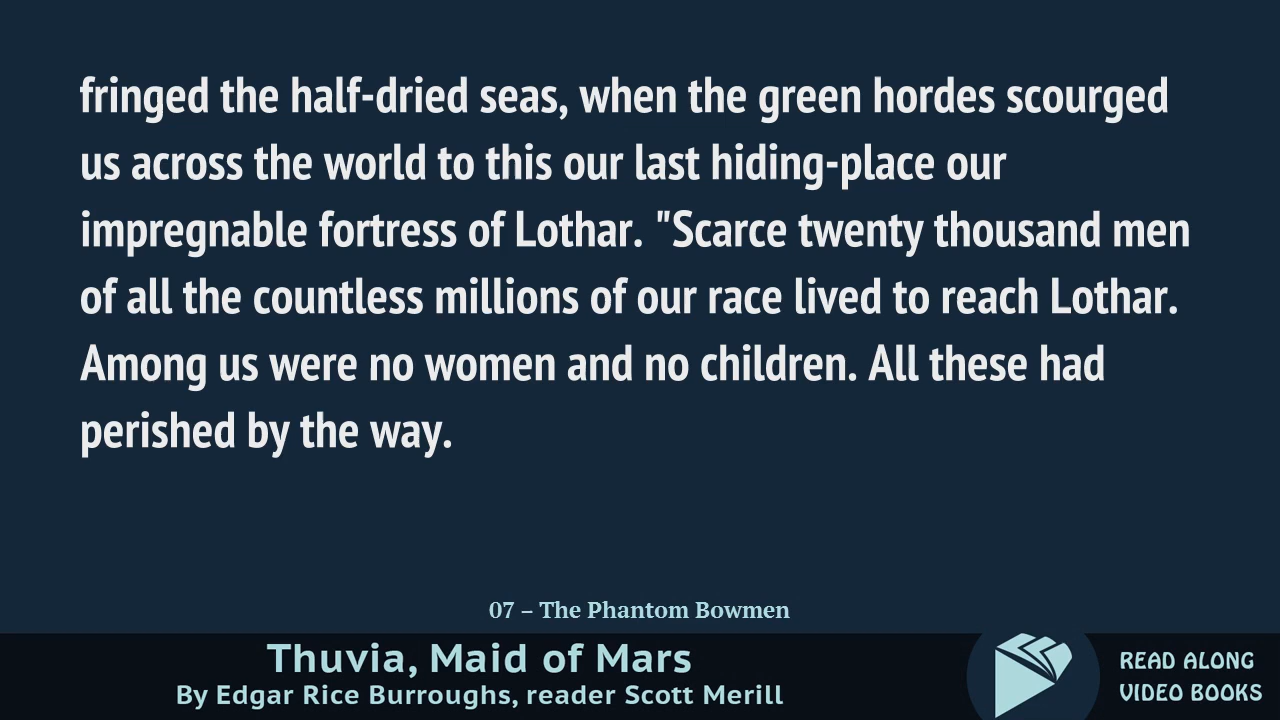 fringed the half-dried seas, when the green hordes scourged
us across the world to this our last hiding-place our
impregnable fortress of Lothar. "Scarce twenty thousand men
of all the countless millions of our race lived to reach Lothar.
Among us were no women and no children. All these had
perished by the way.
07 – The Phantom Bowmen
Thuvia, Maid of Mars
By Edgar Rice Burroughs, reader Scott Merill
READ ALONG
VIDEO BOOKS